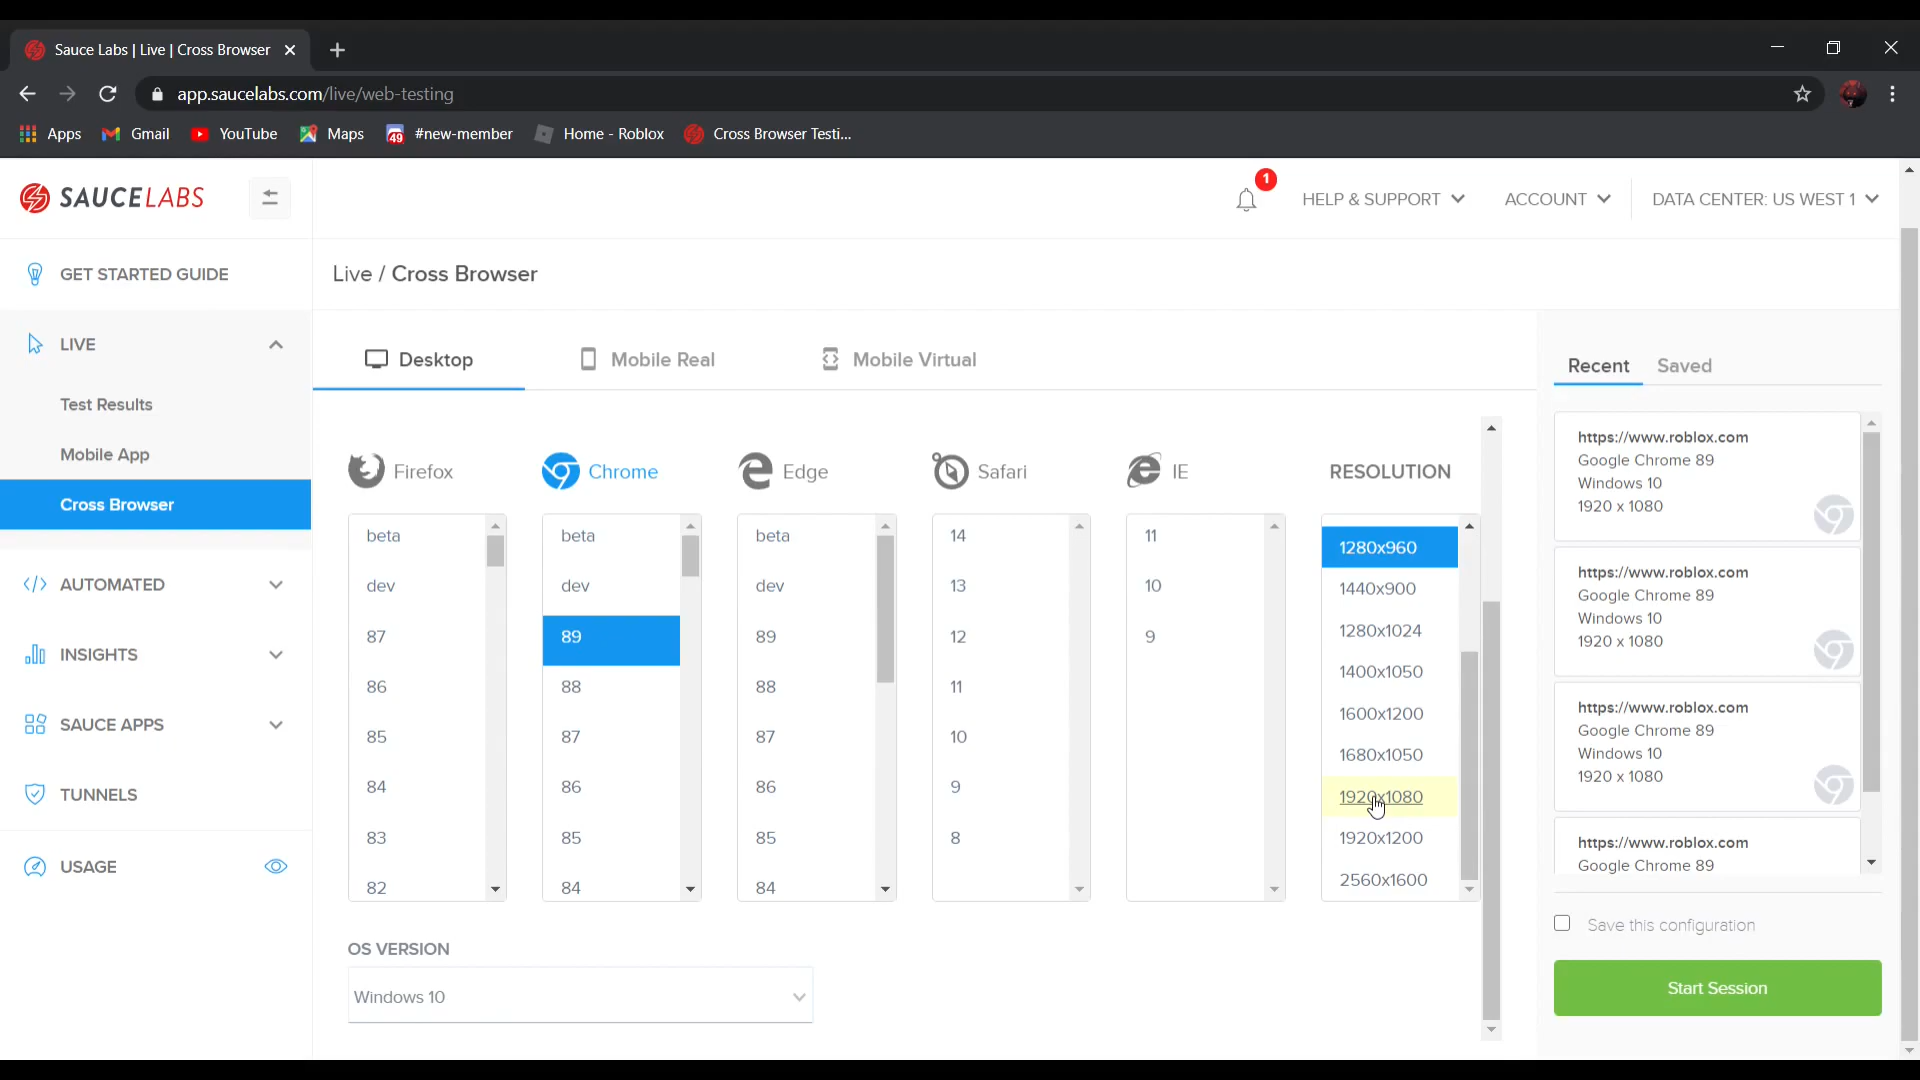 Sauce Labs | Live | Cross Browser
app.saucelabs.com/live/web-testing
Apps
Gmail
YouTube
Maps
49
#new-member
Home - Roblox
Cross Browser Testi...
SAUCELABS
1
HELP & SUPPORT
ACCOUNT
DATA CENTER: US WEST 1
GET STARTED GUIDE
LIVE
Test Results
Mobile App
Cross Browser
AUTOMATED
INSIGHTS
SAUCE APPS
TUNNELS
USAGE
Live / Cross Browser
Desktop
Mobile Real
Mobile Virtual
Firefox
beta
dev
87
86
85
84
83
82
Chrome
beta
dev
89
88
87
86
85
84
Edge
beta
dev
89
88
87
86
85
84
Safari
14
13
12
11
10
9
8
IE
11
10
9
RESOLUTION
1280x960
1440x900
1280x1024
1400x1050
1600x1200
1680x1050
1920x1080
1920x1200
2560x1600
OS VERSION
Windows 10
Recent
Saved
https://www.roblox.com
Google Chrome 89
Windows 10
1920 x 1080
https://www.roblox.com
Google Chrome 89
Windows 10
1920 x 1080
https://www.roblox.com
Google Chrome 89
Windows 10
1920 x 1080
https://www.roblox.com
Google Chrome 89
Save this configuration
Start Session